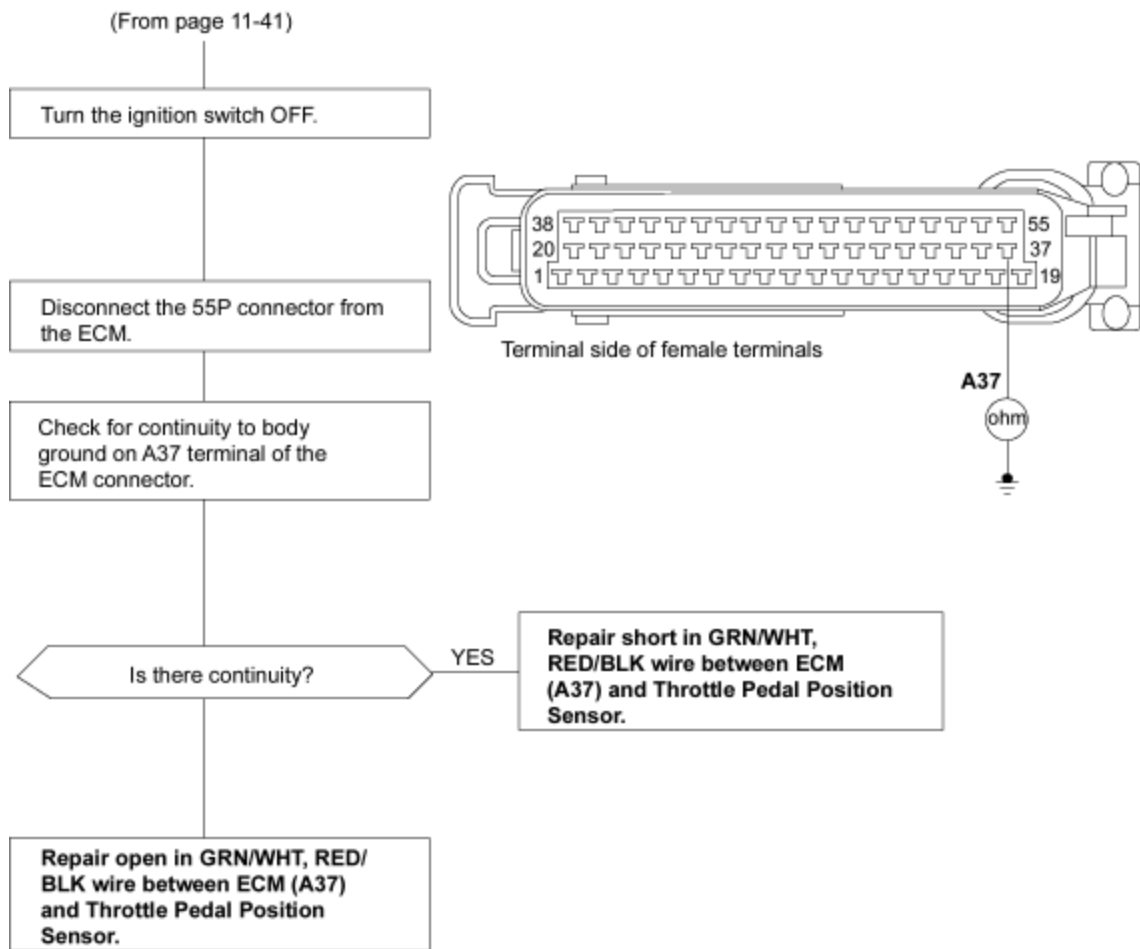 (From page 11-41)
Turn the ignition switch OFF.
38
55
20
37
1
19
Disconnect the 55P connector from
the ECM.
Terminal side of female terminals
A37
ohm
Check for continuity to body
ground on A37 terminal of the
ECM connector.
Is there continuity?
YES
Repair short in GRN/WHT,
RED/BLK wire between ECM
(A37) and Throttle Pedal Position
Sensor.
Repair open in GRN/WHT, RED/
BLK wire between ECM (A37)
and Throttle Pedal Position
Sensor.